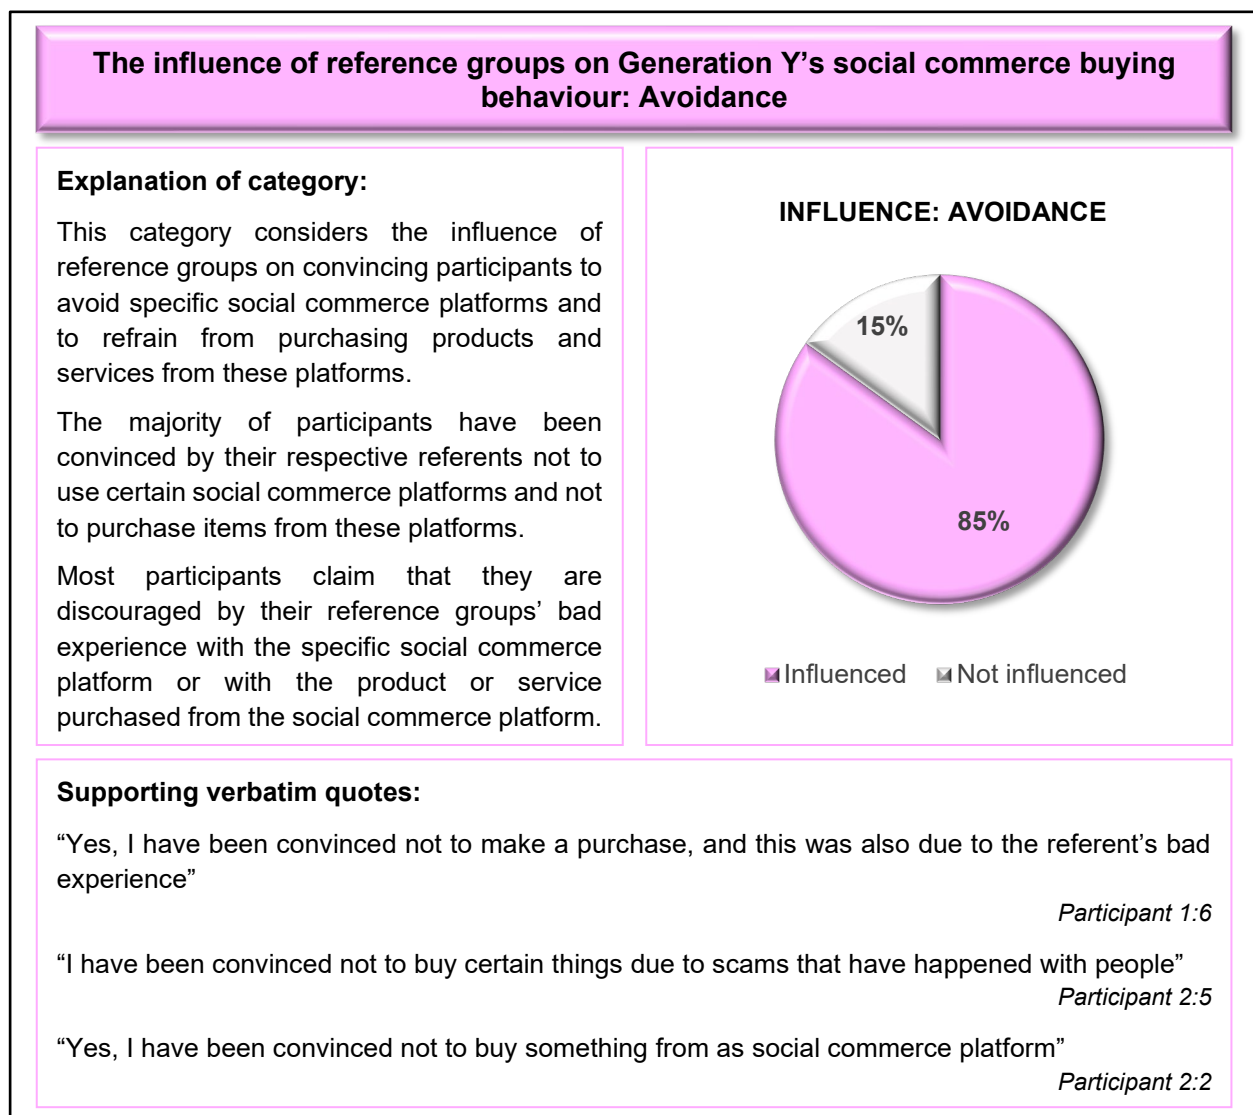 The influence of reference groups on Generation Y’s social commerce buying
behaviour: Avoidance
Explanation of category:
This category considers the influence of
reference groups on convincing participants to
avoid specific social commerce platforms and
to refrain from purchasing products and
services from these platforms.
The majority of participants have been
convinced by their respective referents not to
use certain social commerce platforms and not
to purchase items from these platforms.
Most participants claim that they are
discouraged by their reference groups’ bad
experience with the specific social commerce
platform or with the product or service
purchased from the social commerce platform.
INFLUENCE: AVOIDANCE
15%
85%
Influenced Not influenced
Supporting verbatim quotes:
“Yes, I have been convinced not to make a purchase, and this was also due to the referent’s bad
experience”
Participant 1:6
“I have been convinced not to buy certain things due to scams that have happened with people”
Participant 2:5
“Yes, I have been convinced not to buy something from as social commerce platform”
Participant 2:2